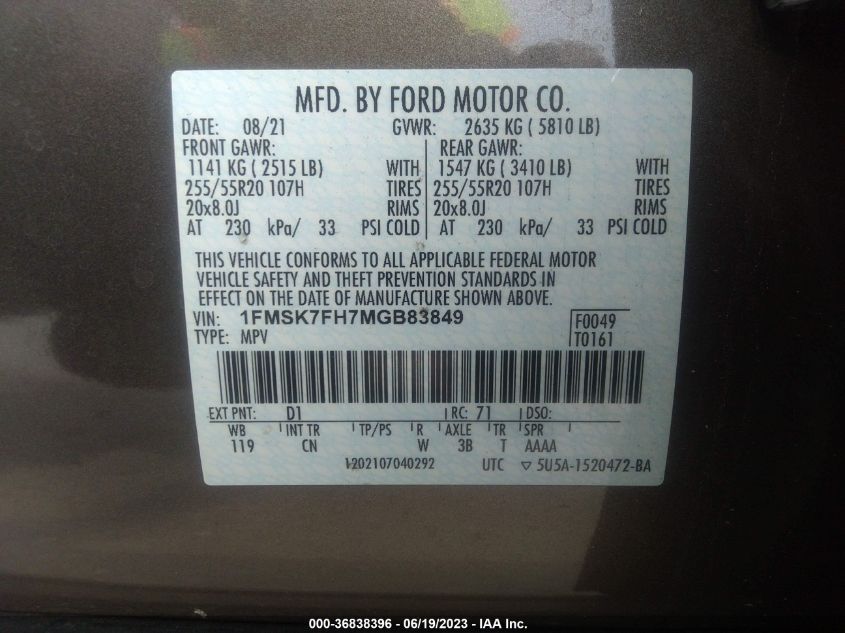 MFD. BY FORD MOTOR CO.
DATE: 08/21 GVWR: 2635 KG ( 5810 LB)
FRONT GAWR: REAR GAWR:
1141 KG ( 2515 LB) WITH 1547 KG ( 3410 LB) WITH
255/55R20 107H TIRES 255/55R20 107H TIRES
20x8.0J RIMS 20x8.0J RIMS
AT 230 kPa/ 33 PSI COLD AT 230 kPa/ 33 PSI COLD
THIS VEHICLE CONFORMS TO ALL APPLICABLE FEDERAL MOTOR
VEHICLE SAFETY AND THEFT PREVENTION STANDARDS IN
EFFECT ON THE DATE OF MANUFACTURE SHOWN ABOVE.
VIN: 1FMSK7FH7MGB83849 F0049
TYPE: MPV T0161
EXT PNT: D1 RC: 71 DSO:
WB INT TR TP/PS R AXLE TR SPR
119 CN W 3B T AAAA
1202107040292 UTC ▽ 5U5A-1520472-BA
000-36838396 - 06/19/2023 - IAA Inc.